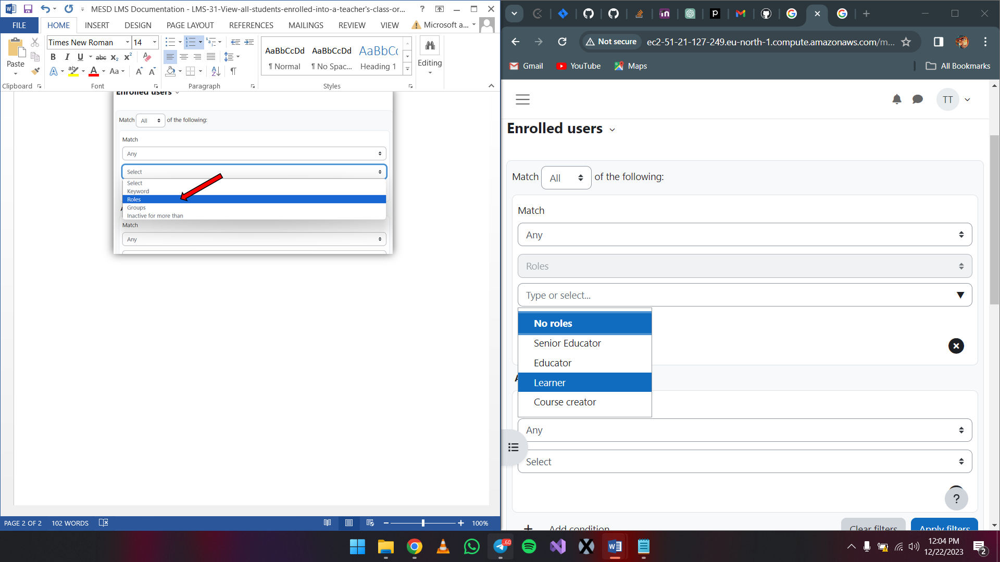 MESD LMS Documentation - LMS-31-View-all-students-enrolled-into-a-teacher's-class-or...
FILE
HOME
INSERT
DESIGN
PAGE LAYOUT
REFERENCES
MAILINGS
REVIEW
VIEW
Microsoft a...
Paste
Clipboard
Times New Roman
14
Font
Paragraph
AaBbCcDd
¶ Normal
AaBbCcDd
¶ No Spac...
AaBbCc
Heading 1
Styles
Editing
Enrolled users
Match All of the following:
Match
Any
Select
Select
Keyword
Roles
Groups
Inactive for more than
Match
Any
PAGE 2 OF 2
102 WORDS
100%
Not secure
ec2-51-21-127-249.eu-north-1.compute.amazonaws.com/m...
Gmail
YouTube
Maps
All Bookmarks
TT
Enrolled users
Match All of the following:
Match
Any
Roles
Type or select...
No roles
Senior Educator
Educator
Learner
Course creator
Any
Select
?
Add condition
Clear filters
Apply filters
60
12:04 PM
12/22/2023
2